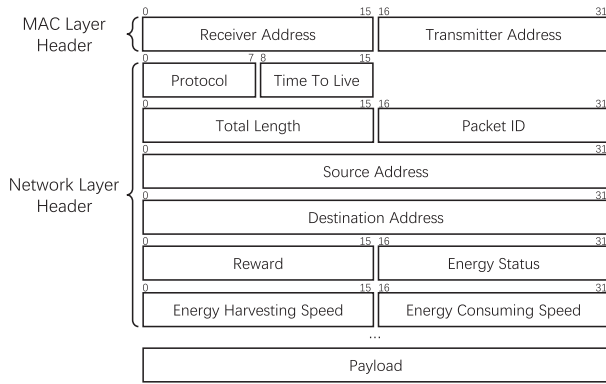 MAC Layer Header
0 15 16 31
Receiver Address Transmitter Address
0 7 8 15
Protocol Time To Live
0 15 16 31
Total Length Packet ID
0 31
Source Address
Network Layer Header
0 31
Destination Address
0 15 16 31
Reward Energy Status
0 15 16 31
Energy Harvesting Speed Energy Consuming Speed
...
Payload